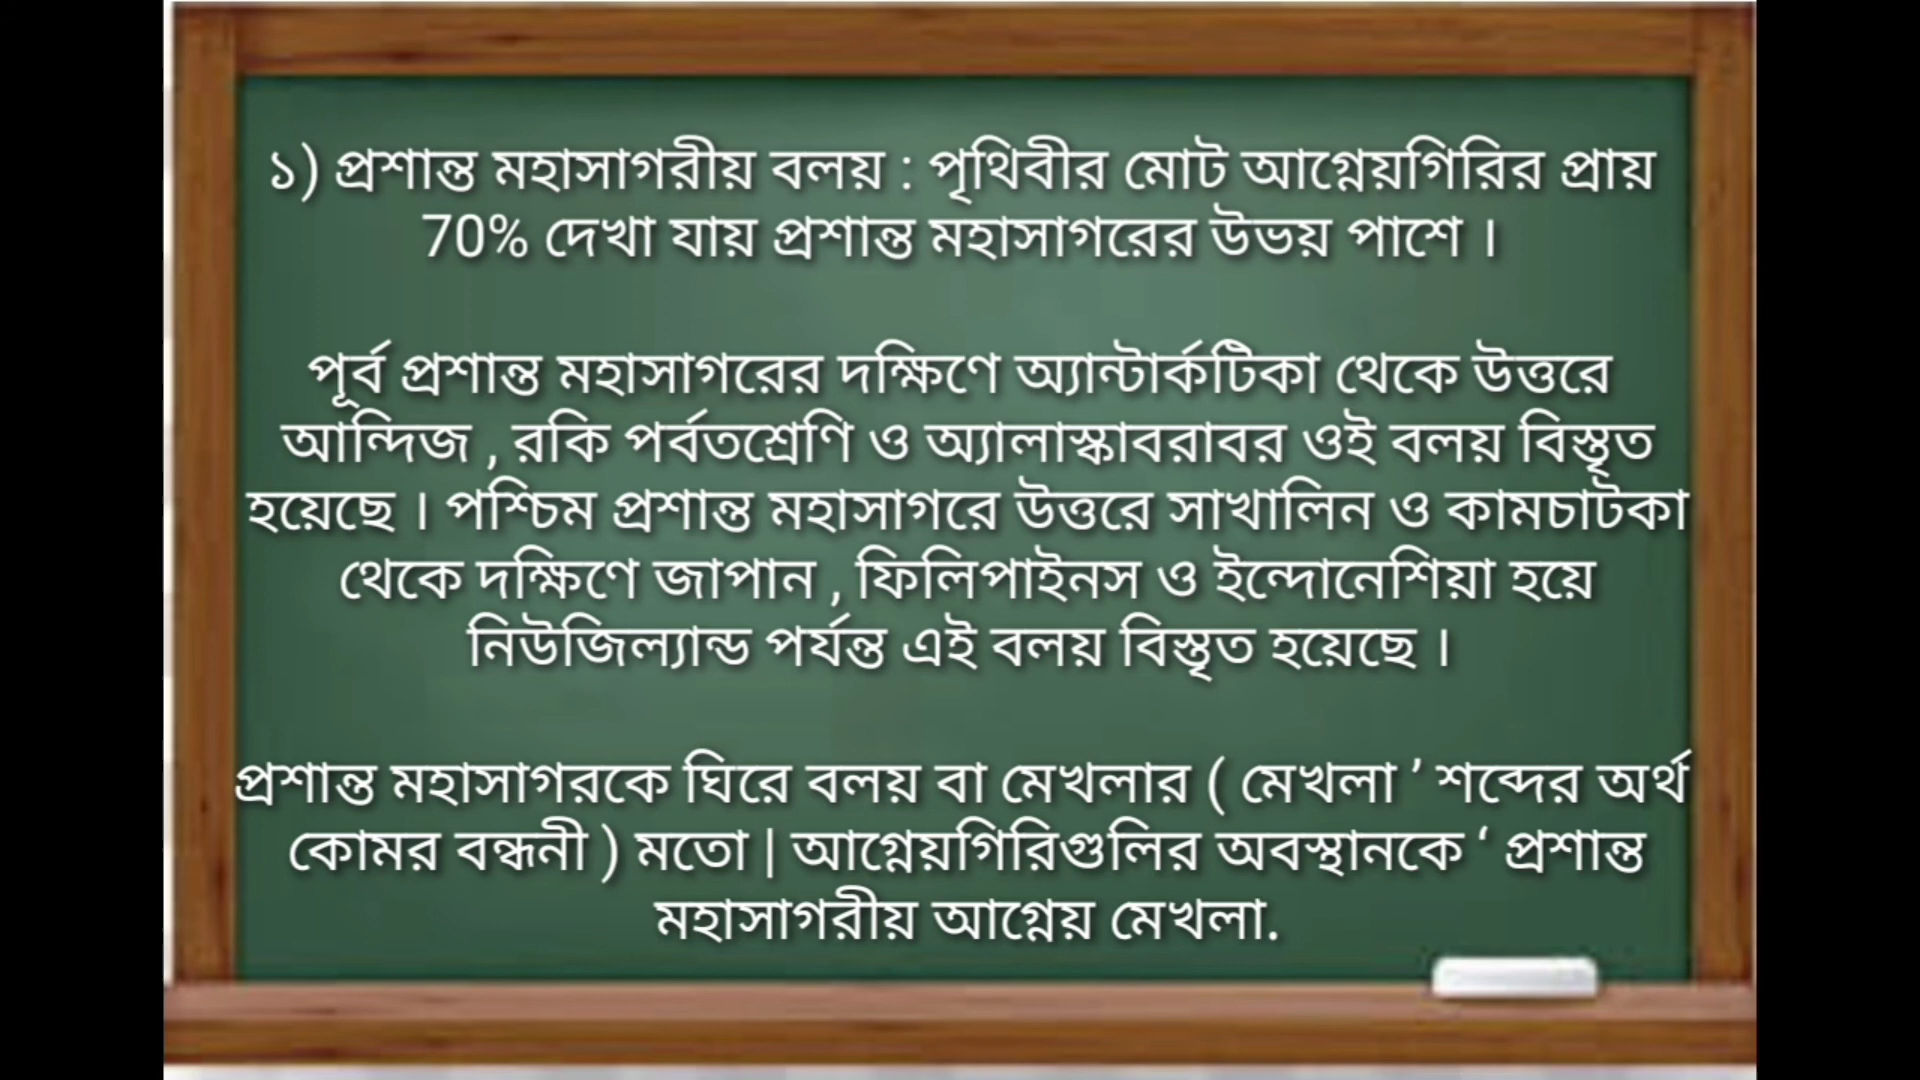 ১) প্রশান্ত মহাসাগরীয় বলয় : পৃথিবীর মোট আগ্নেয়গিরির প্রায়
70% দেখা যায় প্রশান্ত মহাসাগরের উভয় পাশে ।
পূর্ব প্রশান্ত মহাসাগরের দক্ষিণে অ্যান্টার্কটিকা থেকে উত্তরে
আন্দিজ , রকি পর্বতশ্রেণি ও অ্যালাস্কাবরাবর ওই বলয় বিস্তৃত
হয়েছে । পশ্চিম প্রশান্ত মহাসাগরে উত্তরে সাখালিন ও কামচাটকা
থেকে দক্ষিণে জাপান , ফিলিপাইনস ও ইন্দোনেশিয়া হয়ে
নিউজিল্যান্ড পর্যন্ত এই বলয় বিস্তৃত হয়েছে ।
প্রশান্ত মহাসাগরকে ঘিরে বলয় বা মেখলার ( মেখলা ’ শব্দের অর্থ
কোমর বন্ধনী ) মতো | আগ্নেয়গিরিগুলির অবস্থানকে ‘ প্রশান্ত
মহাসাগরীয় আগ্নেয় মেখলা.